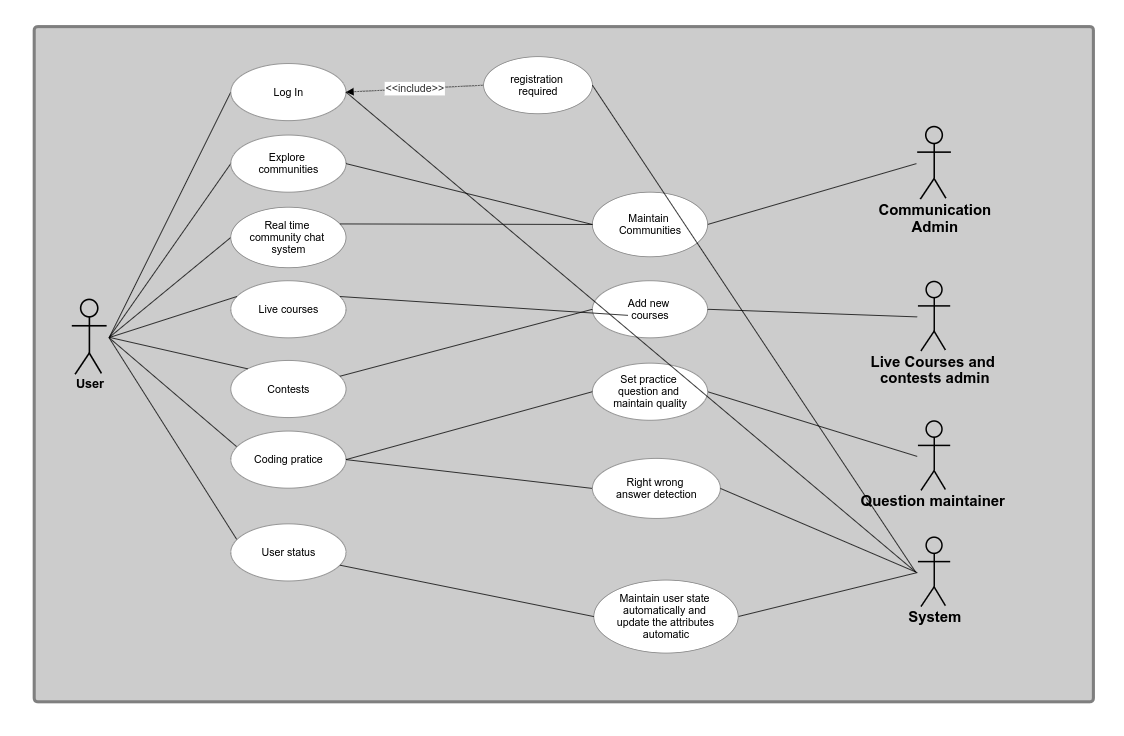 Log In
<<include>>
registration
required
Explore
communities
Real time
community chat
system
Live courses
Contests
Coding pratice
User status
User
Maintain
Communities
Add new
courses
Set practice
question and
maintain quality
Right wrong
answer detection
Maintain user state
automatically and
update the attributes
automatic
Communication
Admin
Live Courses and
contests admin
Question maintainer
System